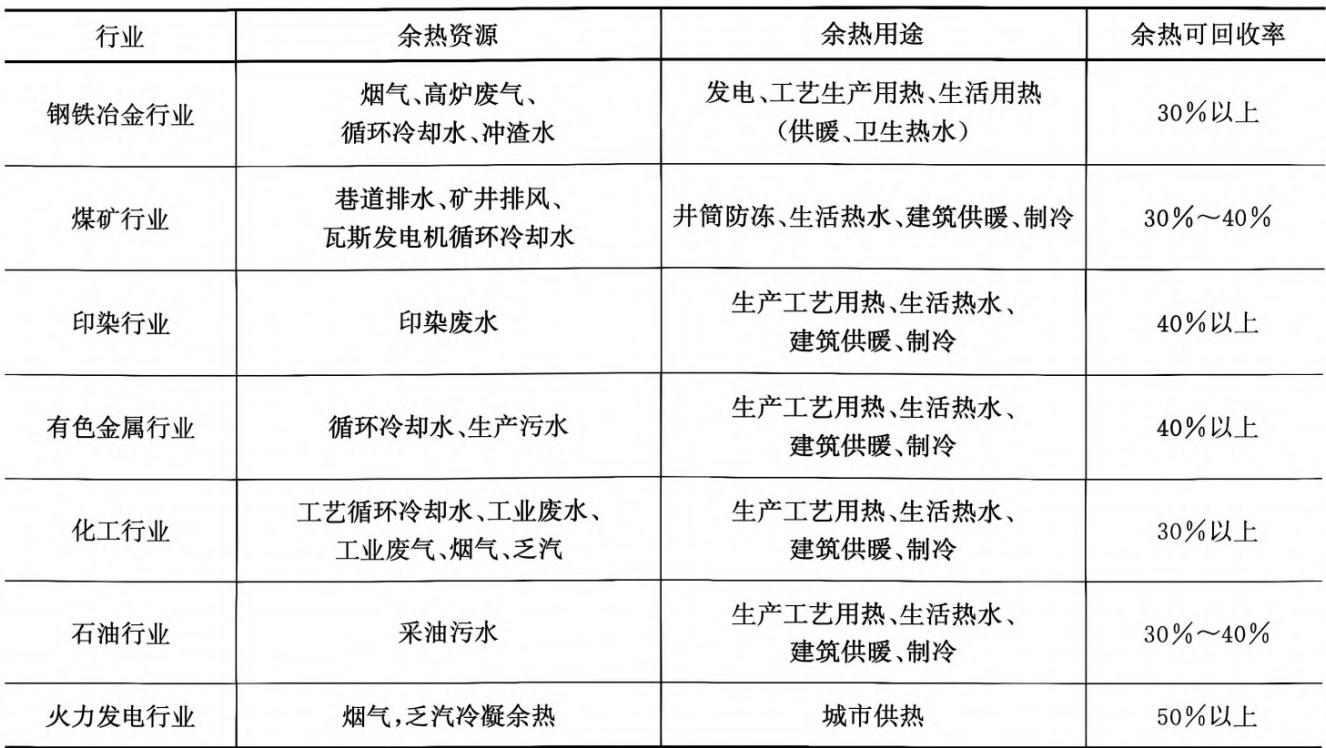 行业 余热资源 余热用途 余热可回收率
钢铁冶金行业 烟气、高炉废气、 发电、工艺生产用热、生活用热 30%以上
循环冷却水、冲渣水 （供暖、卫生热水）
煤矿行业 巷道排水、矿井排风、 井筒防冻、生活热水、建筑供暖、制冷 30%～40%
瓦斯发电机循环冷却水
印染行业 印染废水 生产工艺用热、生活热水、 40%以上
建筑供暖、制冷
有色金属行业 循环冷却水、生产污水 生产工艺用热、生活热水、 40%以上
建筑供暖、制冷
化工行业 工艺循环冷却水、工业废水、 生产工艺用热、生活热水、 30%以上
工业废气、烟气、乏汽 建筑供暖、制冷
石油行业 采油污水 生产工艺用热、生活热水、 30%～40%
建筑供暖、制冷
火力发电行业 烟气，乏汽冷凝余热 城市供热 50%以上